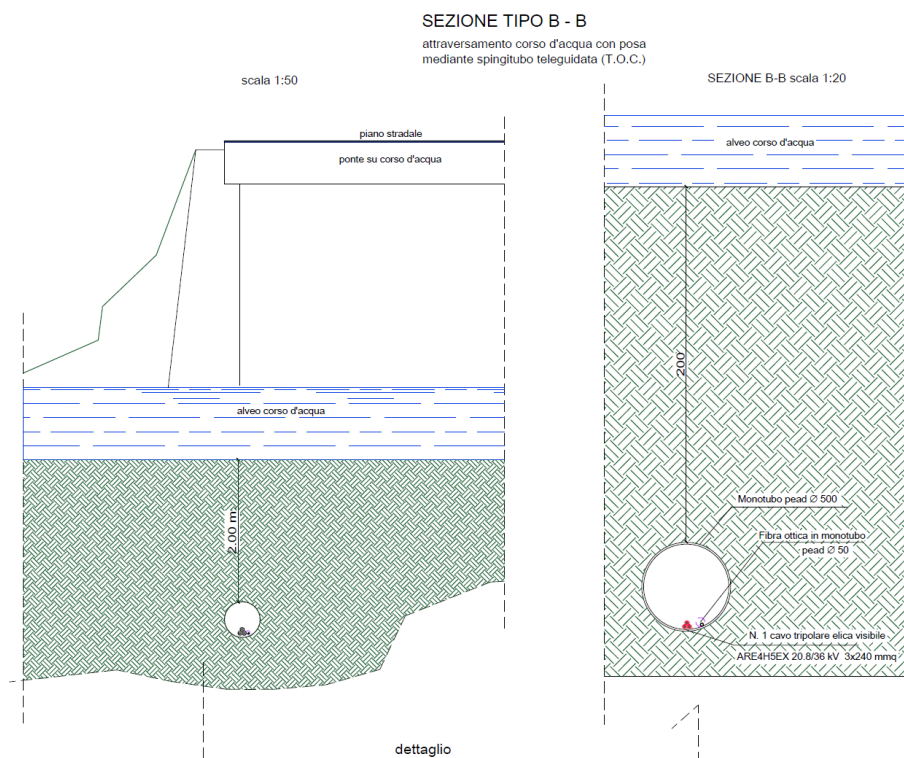 SEZIONE TIPO B - B
attraversamento corso d'acqua con posa
mediante spingitubo teleguidata (T.O.C.)
scala 1:50
SEZIONE B-B scala 1:20
piano stradale
ponte su corso d'acqua
alveo corso d'acqua
alveo corso d'acqua
200
2.00 m
Monotubo pead ∅ 500
Fibra ottica in monotubo
pead ∅ 50
N. 1 cavo tripolare elica visibile
ARE4H5EX 20.8/36 kV 3x240 mmq
dettaglio